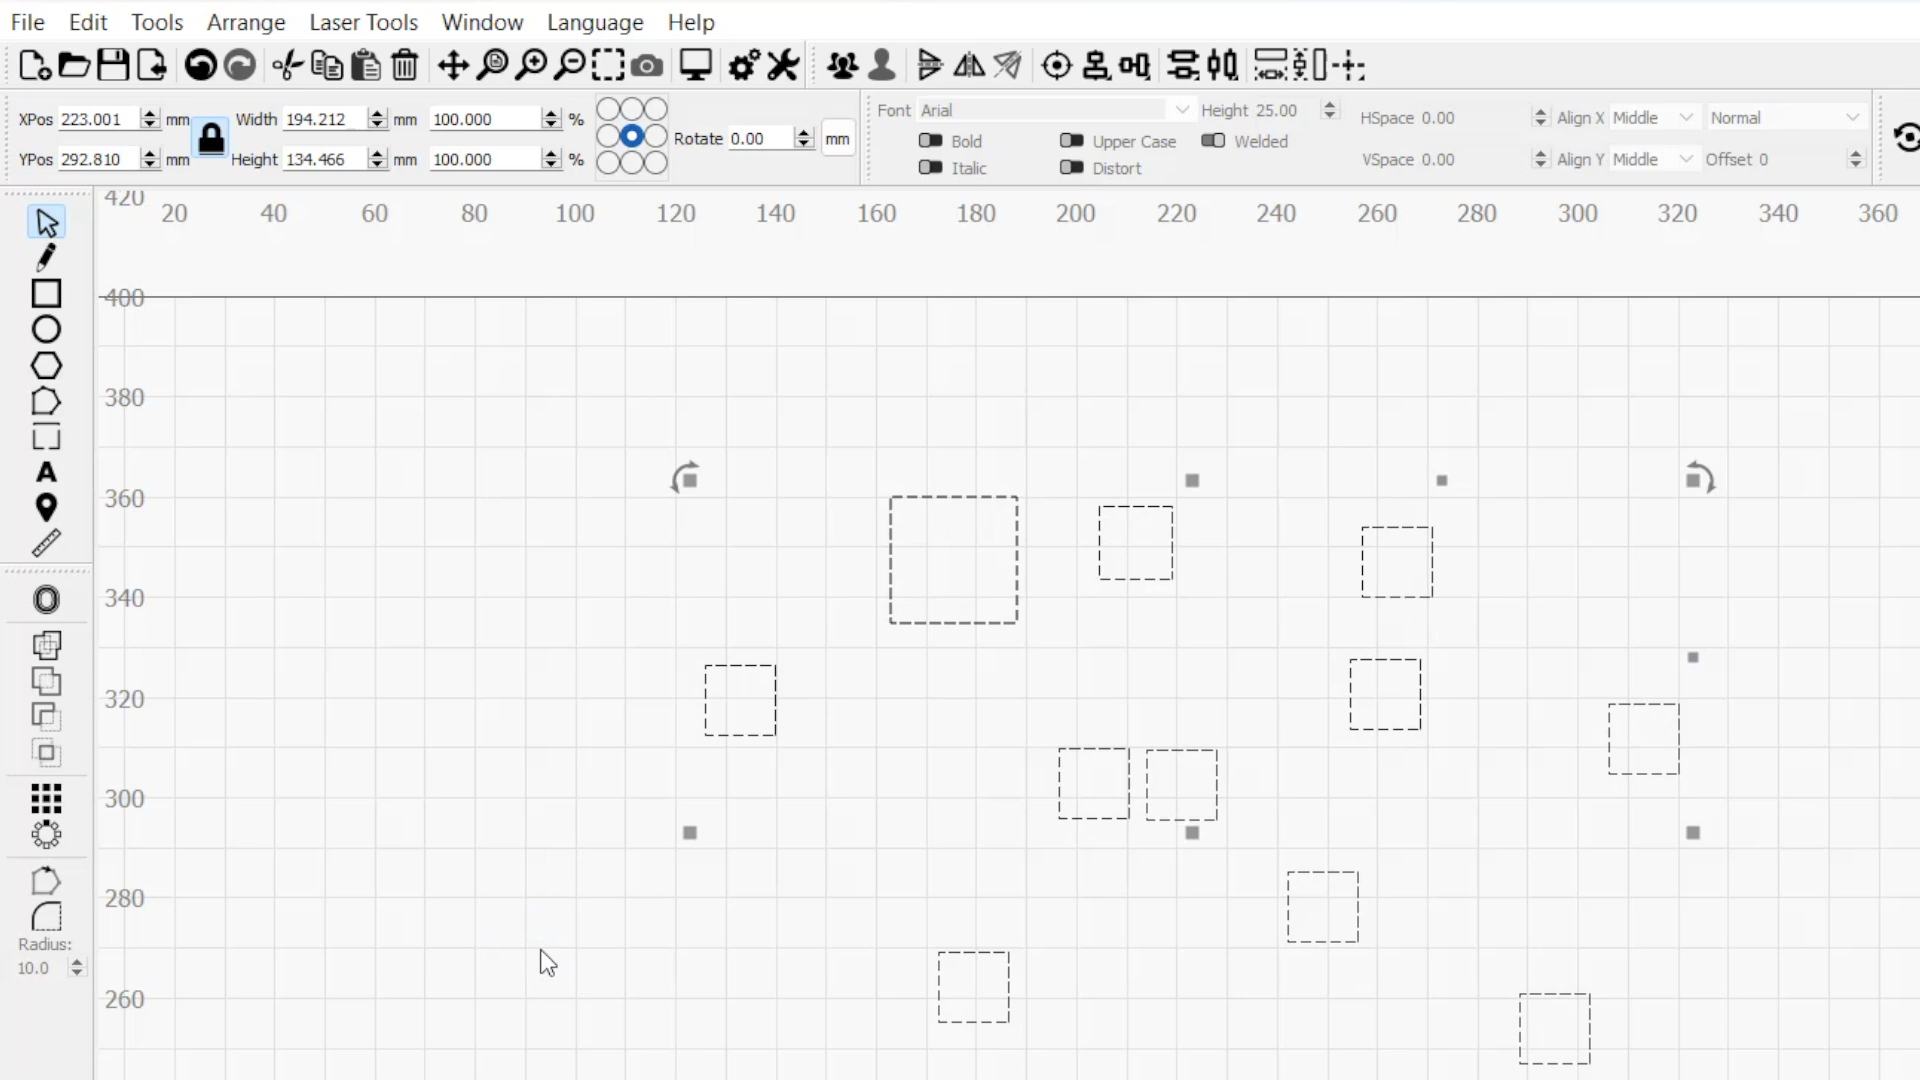 File Edit Tools Arrange Laser Tools Window Language Help
XPos 223.001 mm Width 194.212 mm 100.000 %
YPos 292.810 mm Height 134.466 mm 100.000 %
Rotate 0.00 mm
Font Arial Height 25.00
Bold Upper Case Welded
Italic Distort
HSpace 0.00 Align X Middle Normal
VSpace 0.00 Align Y Middle Offset 0
420
20 40 60 80 100 120 140 160 180 200 220 240 260 280 300 320 340 360
400
380
A
360
340
320
300
280
Radius:
10.0
260